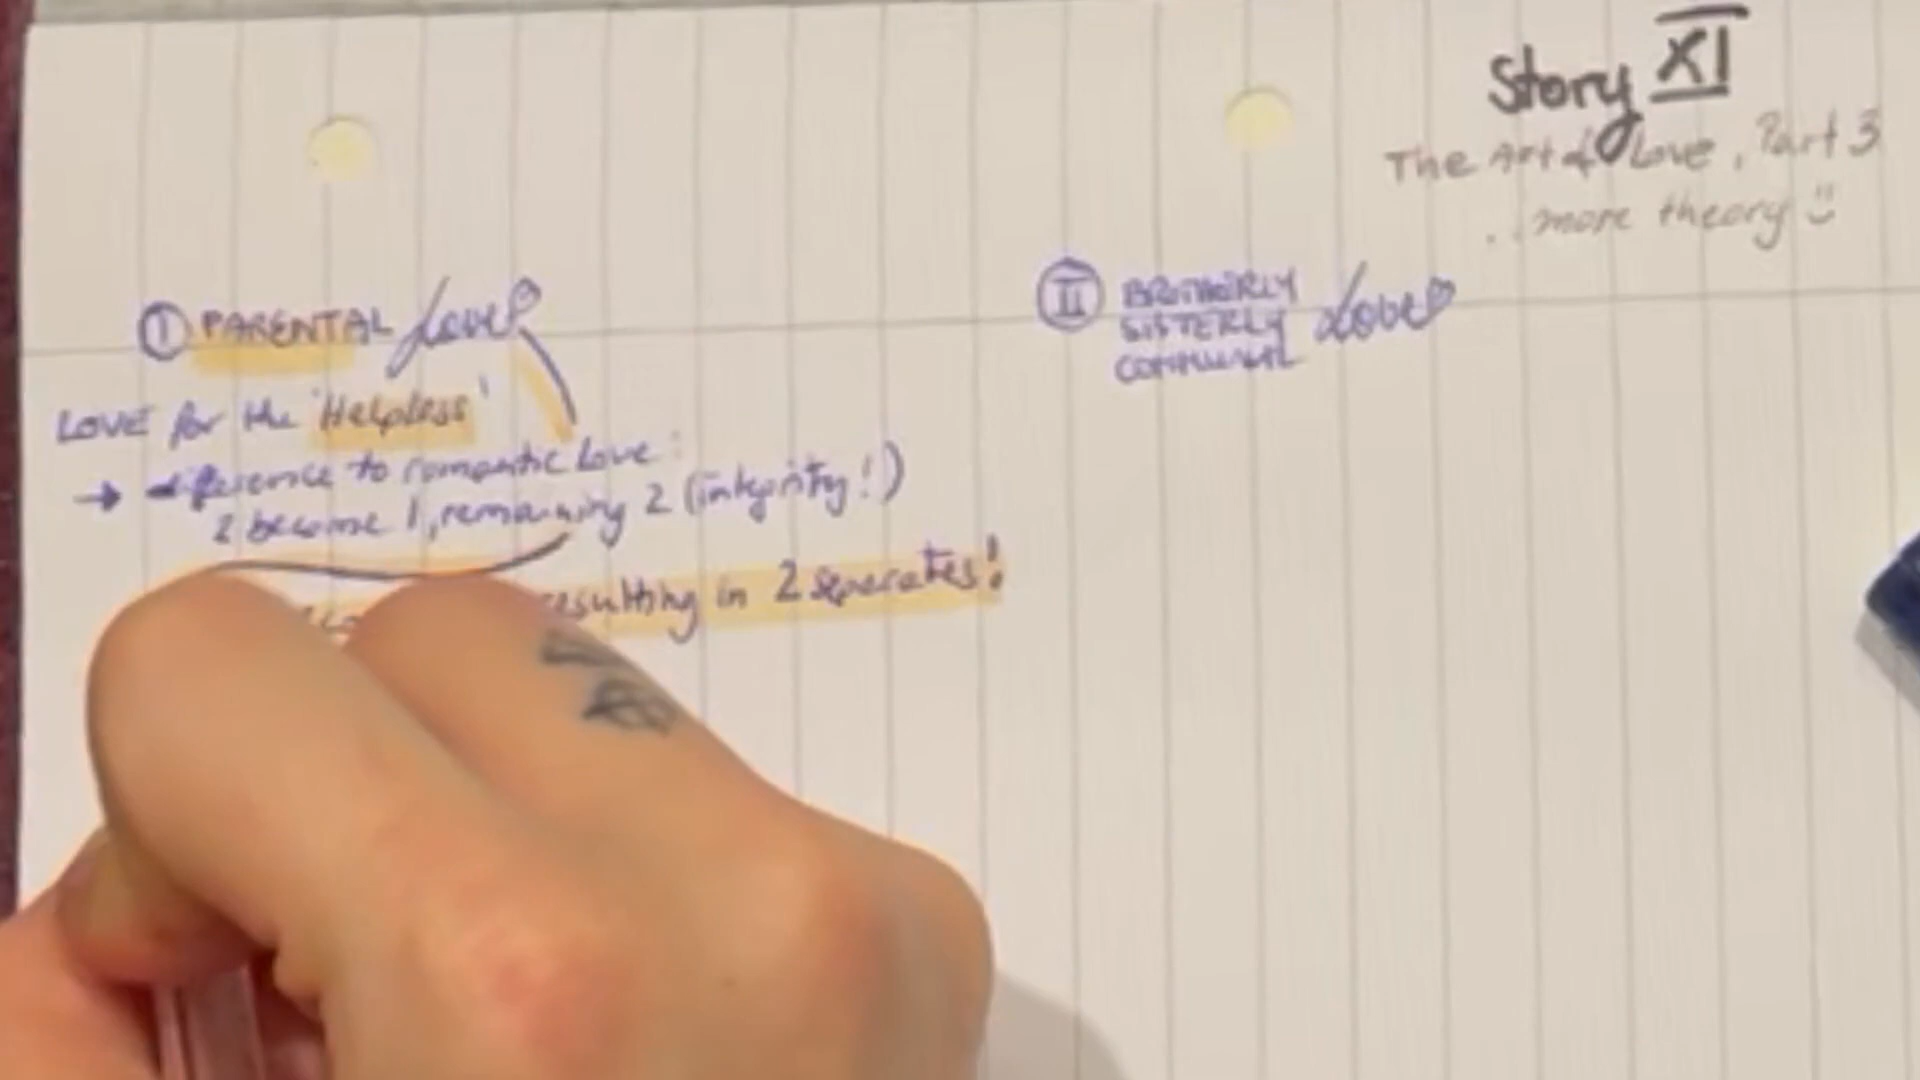 Story XI
The Art of Love, Part 3
...more theory
I PARENTAL Love
LOVE for the 'Helpless'
→ difference to romantic Love:
2 become 1, remaining 2 (integrity!)
resulting in 2 separates!
II BROTHERLY
SISTERLY Love
COMMUNAL